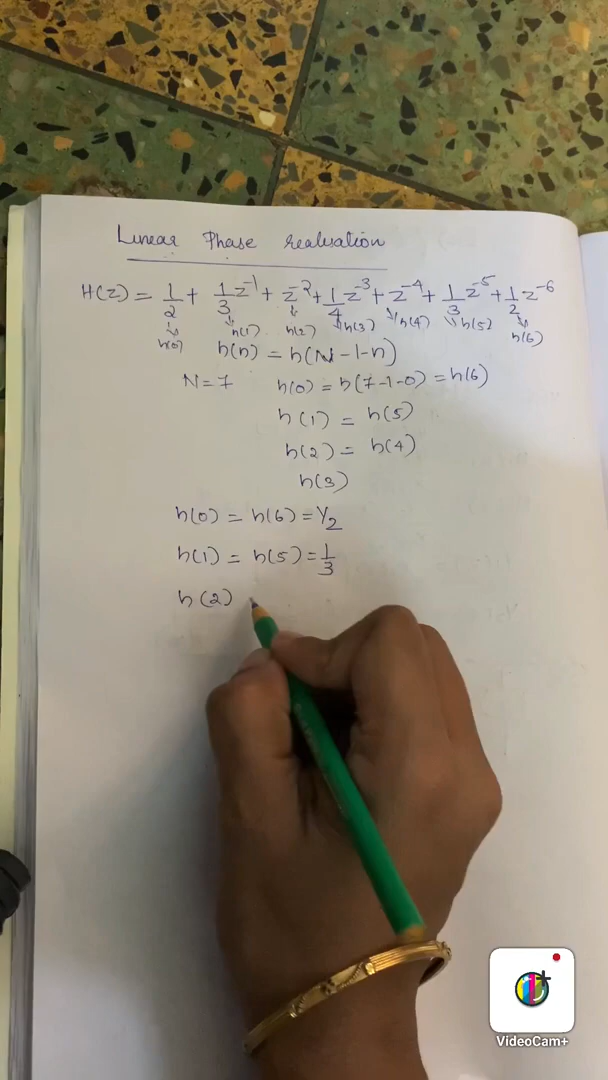 Linear Phase realisation
H(z) = 1/2 + 1/3 z^-1 + z^-2 + 1/4 z^-3 + z^-4 + 1/3 z^-5 + 1/2 z^-6
h(0) h(1) h(2) h(3) h(4) h(5) h(6)
h(n) = h(N-1-n)
N=7 h(0) = h(7-1-0) = h(6)
h(1) = h(5)
h(2) = h(4)
h(3)
h(0) = h(6) = 1/2
h(1) = h(5) = 1/3
h(2)
VideoCam+